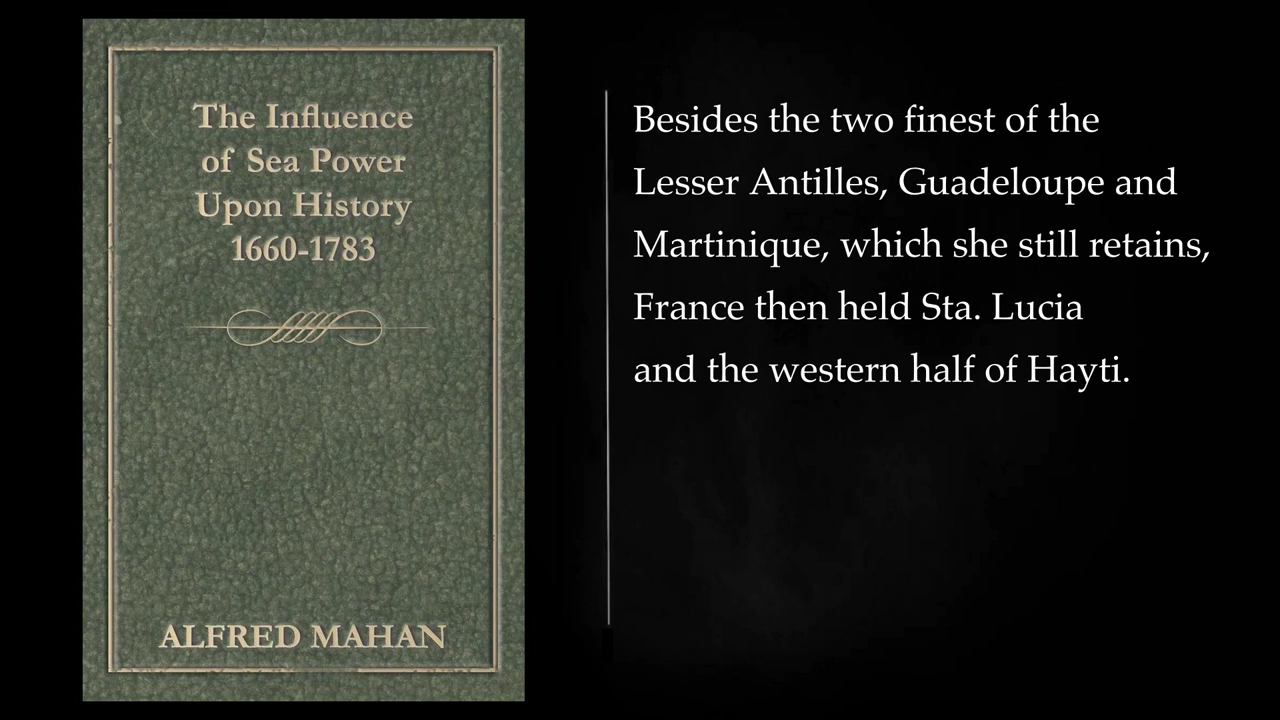 The Influence
of Sea Power
Upon History
1660-1783
ALFRED MAHAN
Besides the two finest of the
Lesser Antilles, Guadeloupe and
Martinique, which she still retains,
France then held Sta. Lucia
and the western half of Hayti.